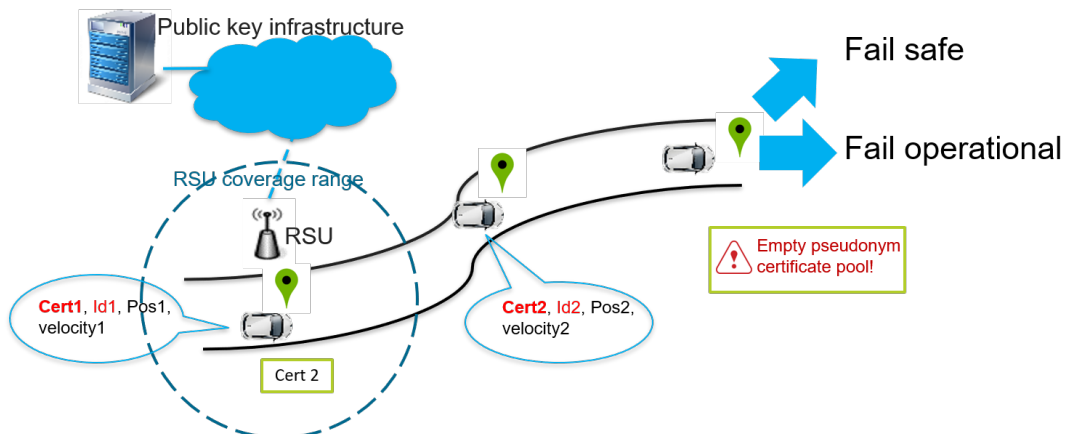 Public key infrastructure
Fail safe
Fail operational
RSU coverage range
RSU
Empty pseudonym
certificate pool!
Cert1, Id1, Pos1,
velocity1
Cert2, Id2, Pos2,
velocity2
Cert 2